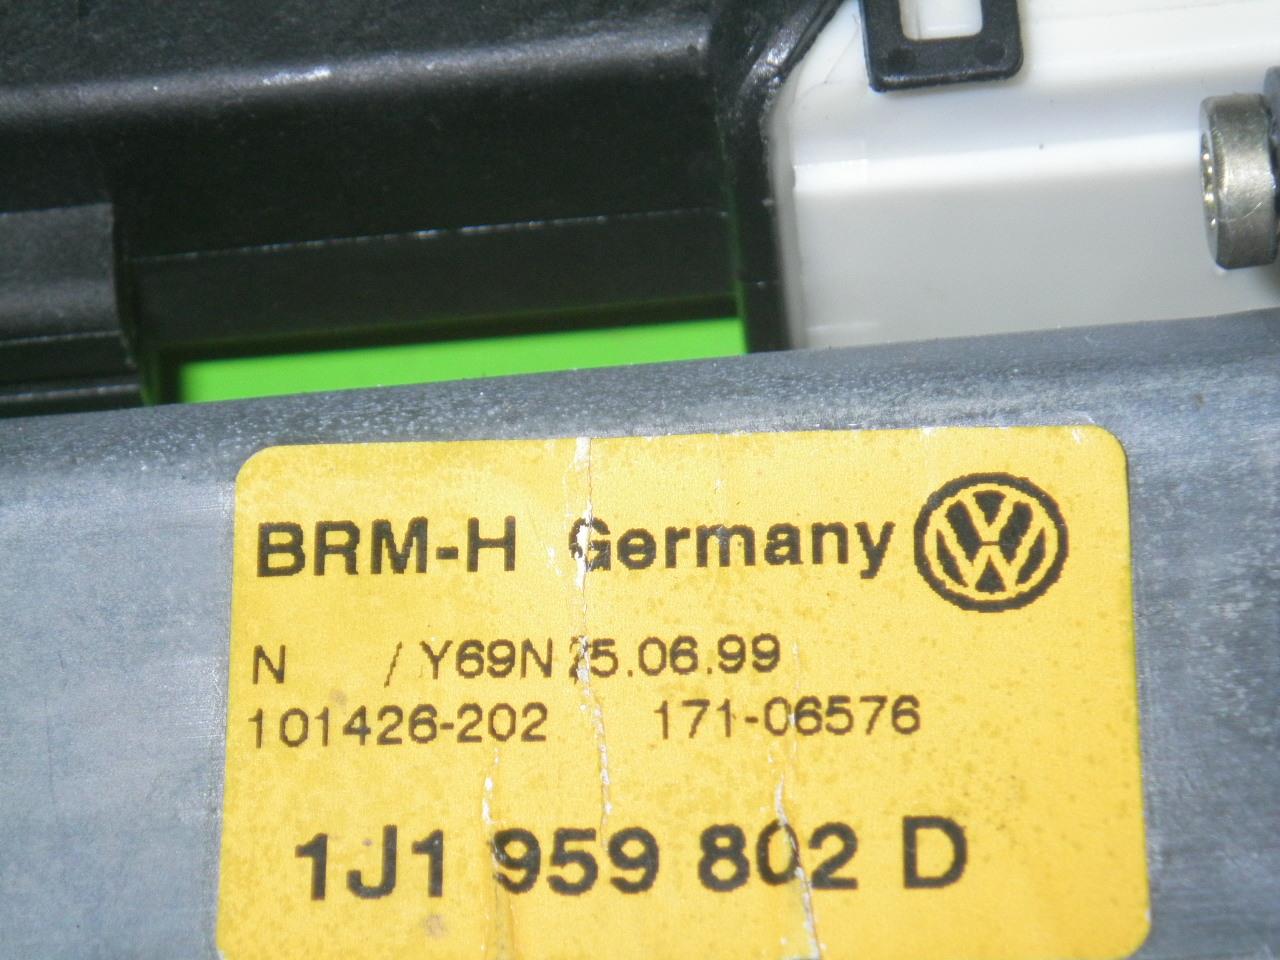 BRM-H Germany
N / Y69N 25.06.99
101426-202 171-06576
1J1 959 802 D